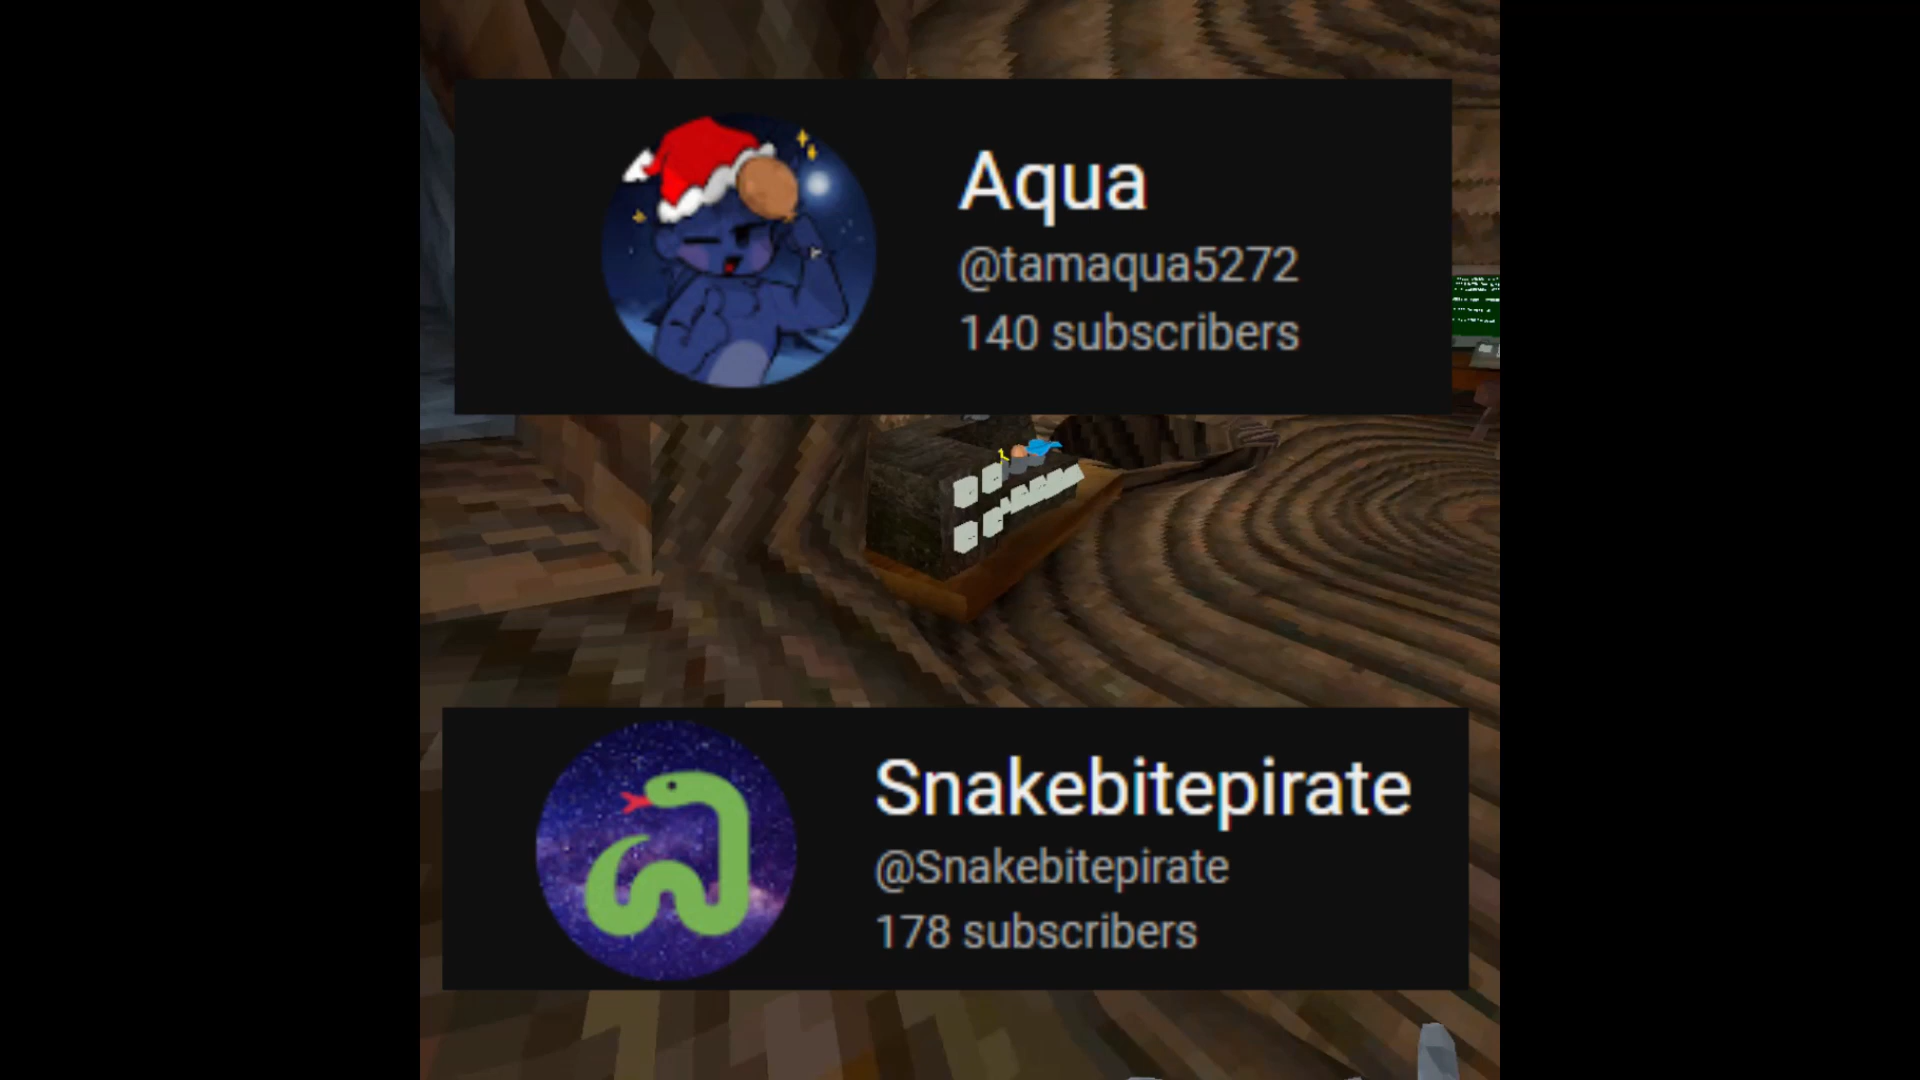 Aqua
@tamaqua5272
140 subscribers
Snakebitepirate
@Snakebitepirate
178 subscribers